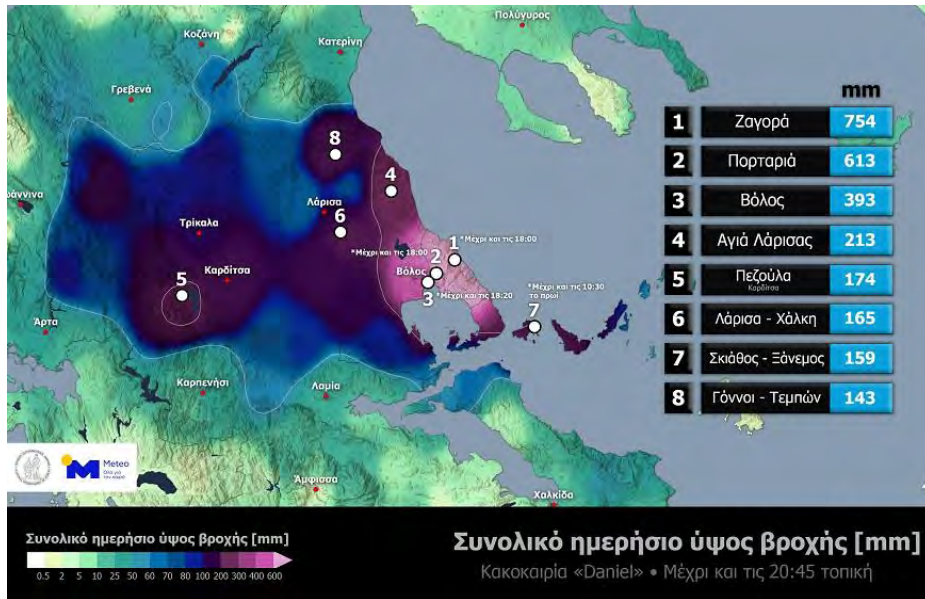 Πολύγυρος
Κοζάνη
Κατερίνη
Γρεβενά
mm
1 Ζαγορά 754
2 Πορταριά 613
3 Βόλος 393
4 Αγιά Λάρισας 213
5 Πεζούλα 174
Καρδίτσα
6 Λάρισα - Χάλκη 165
7 Σκιάθος - Ξάνεμος 159
8 Γόννοι - Τεμπών 143
8
4
ωάννινα
Λάρισα
6
Τρίκαλα
1 *Μέχρι και τις 18:00
*Μέχρι και τις 18:00
2
Βόλος
Καρδίτσα
5
3 *Μέχρι και τις 18:20
*Μέχρι και τις 10:30
το πρωί
7
Άρτα
Καρπενήσι
Λαμία
Meteo
Όλα για
τον καιρό
Άμφισσα
Χαλκίδα
Συνολικό ημερήσιο ύψος βροχής [mm]
0.5 2 5 10 25 50 60 70 80 100 200 300 400 600
Συνολικό ημερήσιο ύψος βροχής [mm]
Κακοκαιρία «Daniel» • Μέχρι και τις 20:45 τοπική